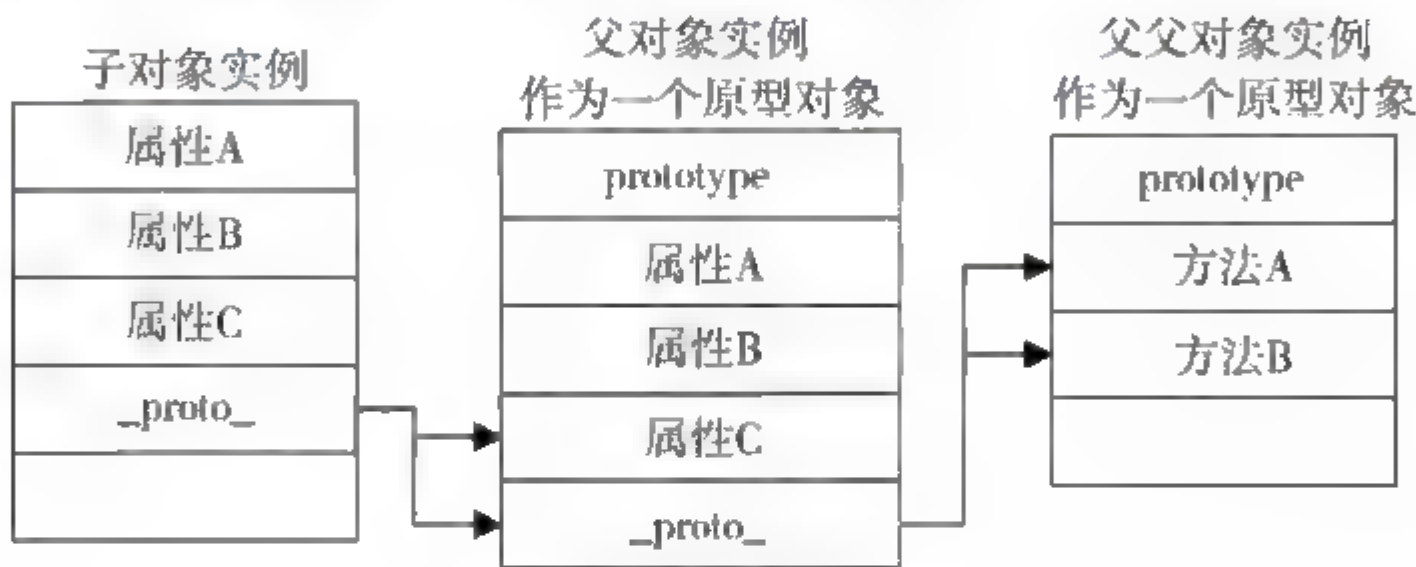 子对象实例
属性A
属性B
属性C
_proto_
父对象实例
作为一个原型对象
prototype
属性A
属性B
属性C
_proto_
父父对象实例
作为一个原型对象
prototype
方法A
方法B